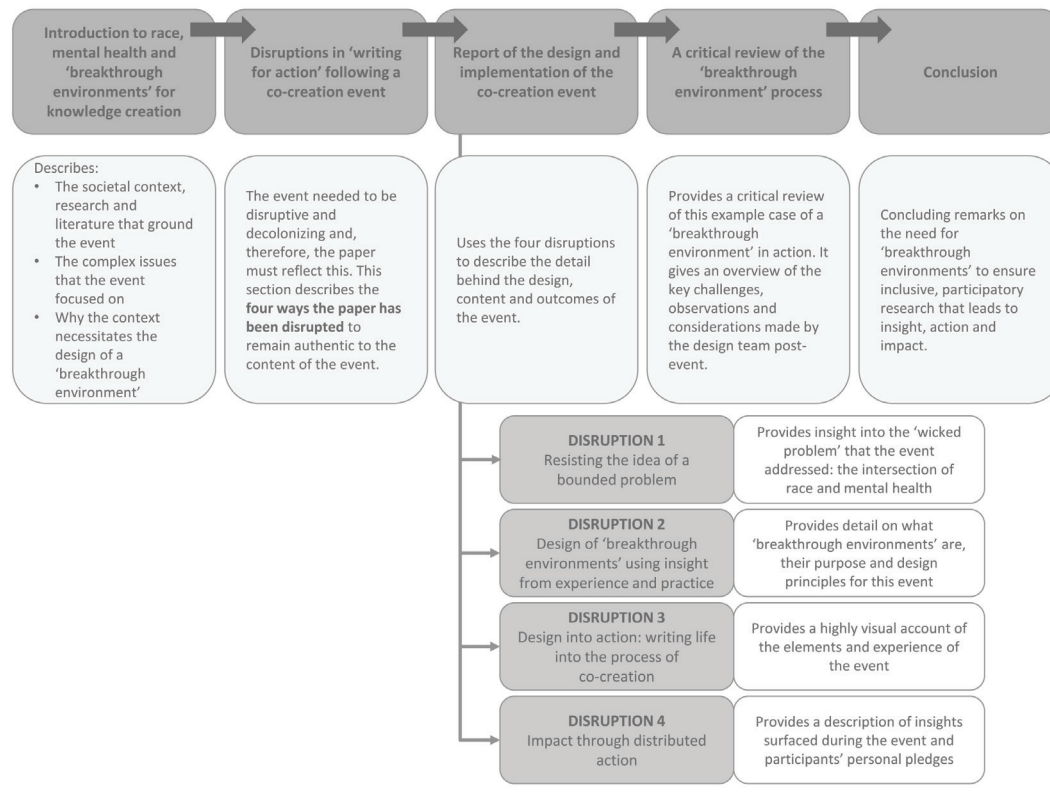 Introduction to race,
mental health and
‘breakthrough
environments’ for
knowledge creation
Disruptions in ‘writing
for action’ following a
co-creation event
Report of the design and
implementation of the
co-creation event
A critical review of the
‘breakthrough
environment’ process
Conclusion
Describes:
• The societal context,
research and
literature that ground
the event
• The complex issues
that the event
focused on
• Why the context
necessitates the
design of a
‘breakthrough
environment’
The event needed to be
disruptive and
decolonizing and,
therefore, the paper
must reflect this. This
section describes the
four ways the paper has
been disrupted to
remain authentic to the
content of the event.
Uses the four disruptions
to describe the detail
behind the design,
content and outcomes of
the event.
Provides a critical review
of this example case of a
‘breakthrough
environment’ in action. It
gives an overview of the
key challenges,
observations and
considerations made by
the design team post-
event.
Concluding remarks on
the need for
‘breakthrough
environments’ to ensure
inclusive, participatory
research that leads to
insight, action and
impact.
DISRUPTION 1
Resisting the idea of a
bounded problem
Provides insight into the ‘wicked
problem’ that the event
addressed: the intersection of
race and mental health
DISRUPTION 2
Design of ‘breakthrough
environments’ using insight
from experience and practice
Provides detail on what
‘breakthrough environments’ are,
their purpose and design
principles for this event
DISRUPTION 3
Design into action: writing life
into the process of
co-creation
Provides a highly visual account of
the elements and experience of
the event
DISRUPTION 4
Impact through distributed
action
Provides a description of insights
surfaced during the event and
participants’ personal pledges